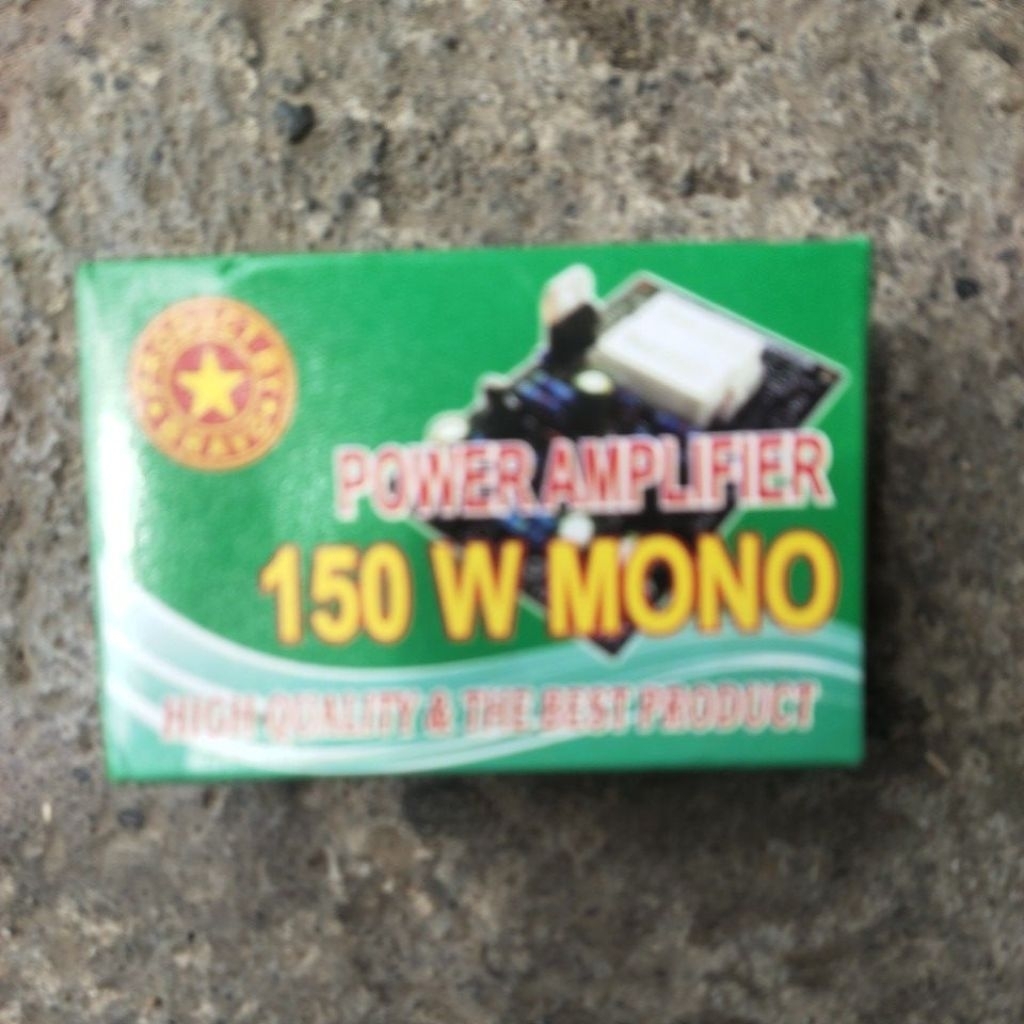 POWER AMPLIFIER
150 W MONO
HIGH QUALITY & THE BEST PRODUCT